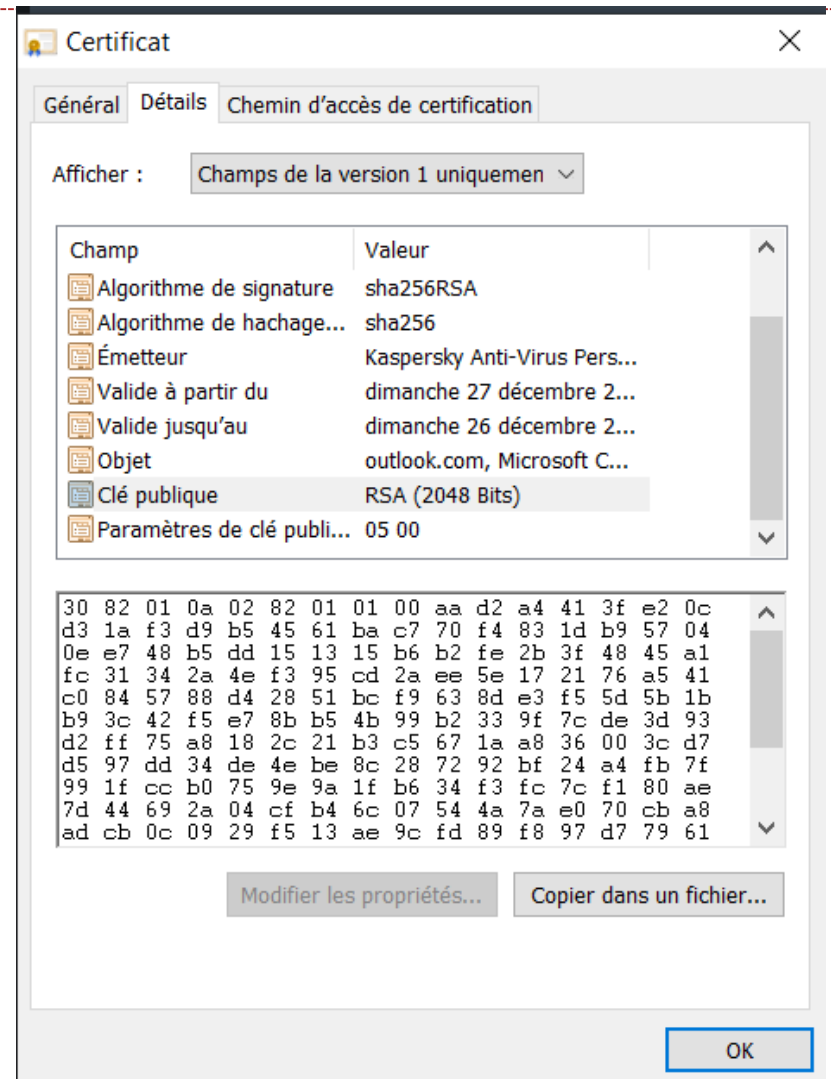 Certificat
Général Détails Chemin d’accès de certification
Afficher : Champs de la version 1 uniquemen
Champ Valeur
Algorithme de signature sha256RSA
Algorithme de hachage... sha256
Émetteur Kaspersky Anti-Virus Pers...
Valide à partir du dimanche 27 décembre 2...
Valide jusqu’au dimanche 26 décembre 2...
Objet outlook.com, Microsoft C...
Clé publique RSA (2048 Bits)
Paramètres de clé publi... 05 00
30 82 01 0a 02 82 01 01 00 aa d2 a4 41 3f e2 0c
d3 1a f3 d9 b5 45 61 ba c7 70 f4 83 1d b9 57 04
0e e7 48 b5 dd 15 13 15 b6 b2 fe 2b 3f 48 45 a1
fc 31 34 2a 4e f3 95 cd 2a ee 5e 17 21 76 a5 41
c0 84 57 88 d4 28 51 bc f9 63 8d e3 f5 5d 5b 1b
b9 3c 42 f5 e7 8b b5 4b 99 b2 33 9f 7c de 3d 93
d2 ff 75 a8 18 2c 21 b3 c5 67 1a a8 36 00 3c d7
d5 97 dd 34 de 4e be 8c 28 72 92 bf 24 a4 fb 7f
99 1f cc b0 75 9e 9a 1f b6 34 f3 fc 7c f1 80 ae
7d 44 69 2a 04 cf b4 6c 07 54 4a 7a e0 70 cb a8
ad cb 0c 09 29 f5 13 ae 9c fd 89 f8 97 d7 79 61
Modifier les propriétés... Copier dans un fichier...
OK